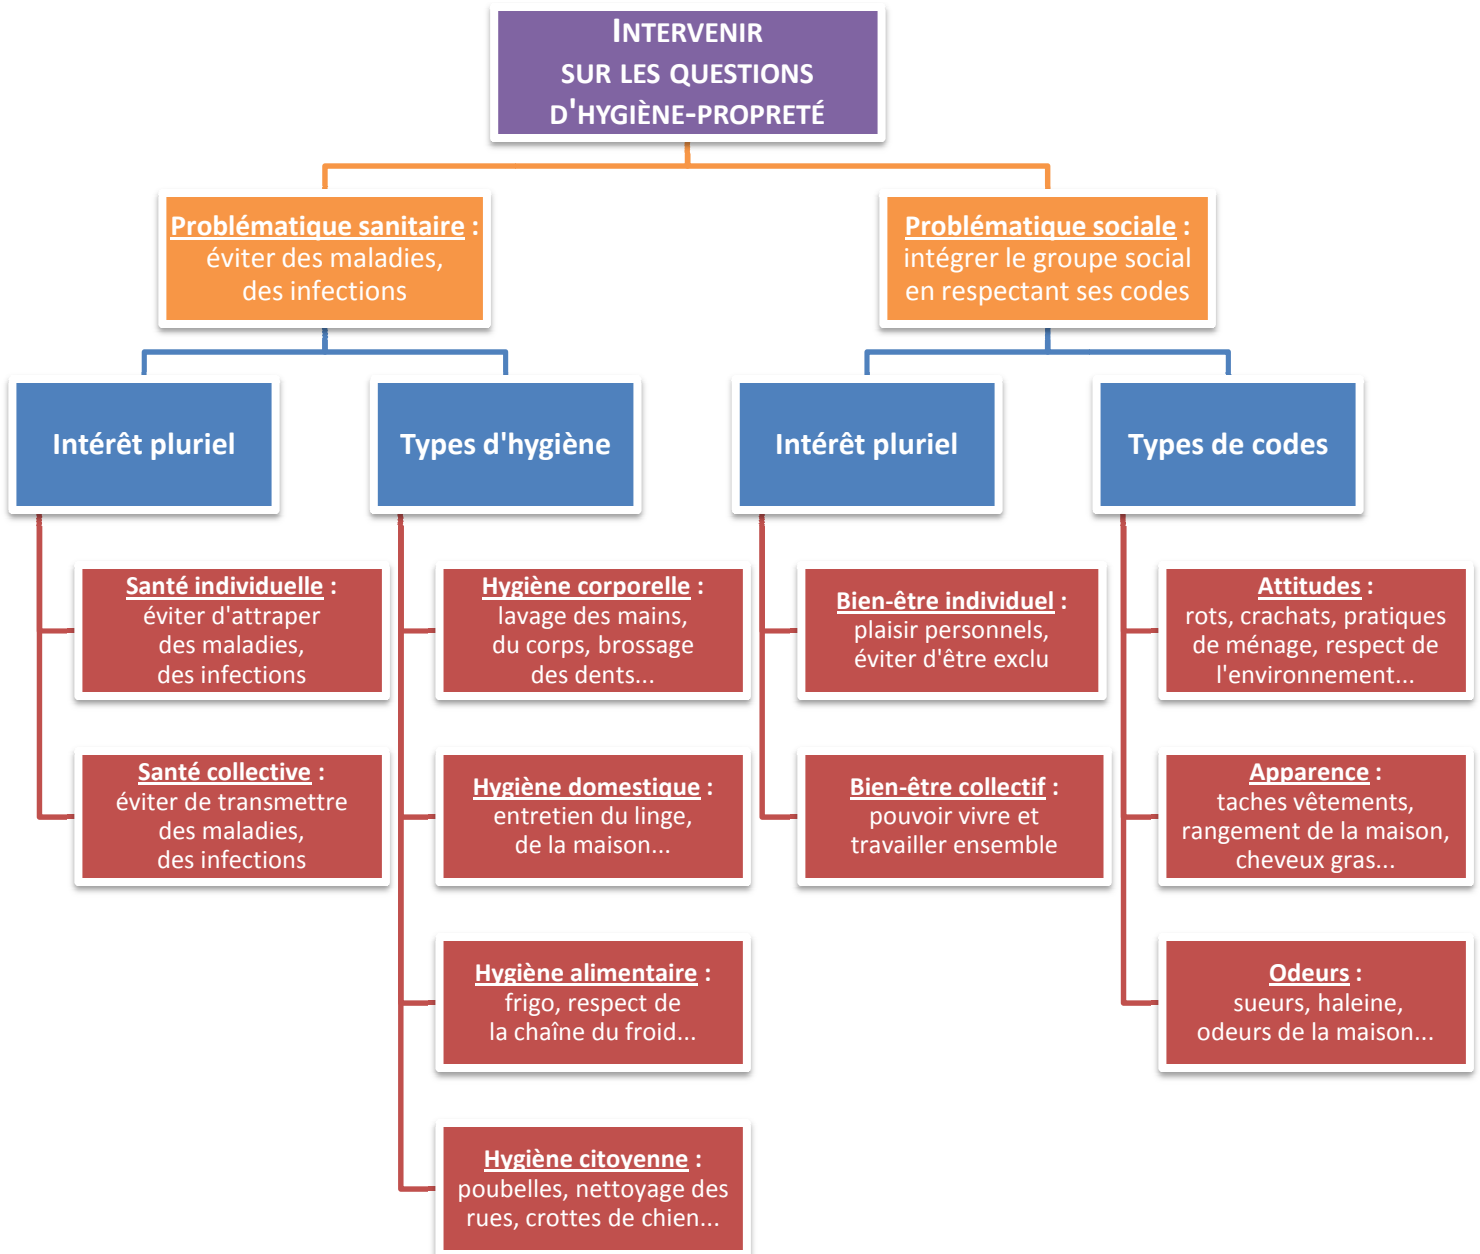 INTERVENIR
SUR LES QUESTIONS
D'HYGIÈNE-PROPRETÉ
Problématique sanitaire :
éviter des maladies,
des infections
Problématique sociale :
intégrer le groupe social
en respectant ses codes
Intérêt pluriel
Types d'hygiène
Intérêt pluriel
Types de codes
Santé individuelle :
éviter d'attraper
des maladies,
des infections
Hygiène corporelle :
lavage des mains,
du corps, brossage
des dents...
Bien-être individuel :
plaisir personnels,
éviter d'être exclu
Attitudes :
rots, crachats, pratiques
de ménage, respect de
l'environnement...
Santé collective :
éviter de transmettre
des maladies,
des infections
Hygiène domestique :
entretien du linge,
de la maison...
Bien-être collectif :
pouvoir vivre et
travailler ensemble
Apparence :
taches vêtements,
rangement de la maison,
cheveux gras...
Hygiène alimentaire :
frigo, respect de
la chaîne du froid...
Odeurs :
sueurs, haleine,
odeurs de la maison...
Hygiène citoyenne :
poubelles, nettoyage des
rues, crottes de chien...